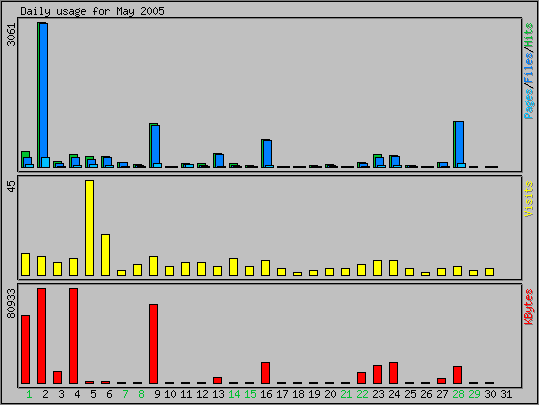 Daily usage for May 2005
3061
Pages/Files/Hits
45
Visits
80933
KBytes
1 2 3 4 5 6 7 8 9 10 11 12 13 14 15 16 17 18 19 20 21 22 23 24 25 26 27 28 29 30 31